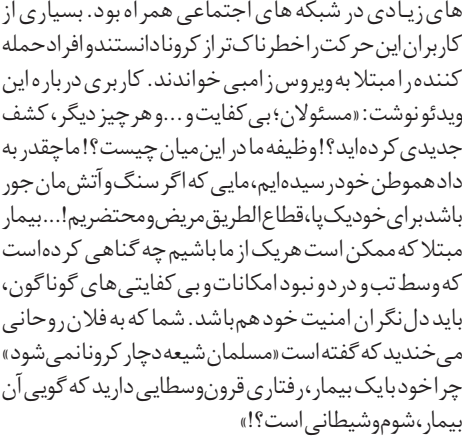 های زیادی در شبکه های اجتماعی همراه بود. بسیاری از
کاربران این حرکت را خطرناک‌تر از کرونا دانستند و افراد حمله
کننده را مبتلا به ویروس زامبی خواندند. کاربری درباره این
ویدئو نوشت: «مسئولان؛ بی کفایت و ...و هر چیز دیگر، کشف
جدیدی کرده‌اید؟! وظیفه ما در این میان چیست؟! ما چقدر به
داد هموطن خود رسیده‌ایم، مایی که اگر سنگ و آتش‌مان جور
باشد برای خود یک پا، قطاع الطریق مریض و محتضریم!...بیمار
مبتلا که ممکن است هریک از ما باشیم چه گناهی کرده است
که وسط تب و درد و نبود امکانات و بی کفایتی های گوناگون،
باید دل نگران امنیت خود هم باشد. شما که به فلان روحانی
می‌خندید که گفته است «مسلمان شیعه دچار کرونا نمی شود»
چرا خود با یک بیمار، رفتاری قرون‌وسطایی دارید که گویی آن
بیمار، شوم و شیطانی است؟!»